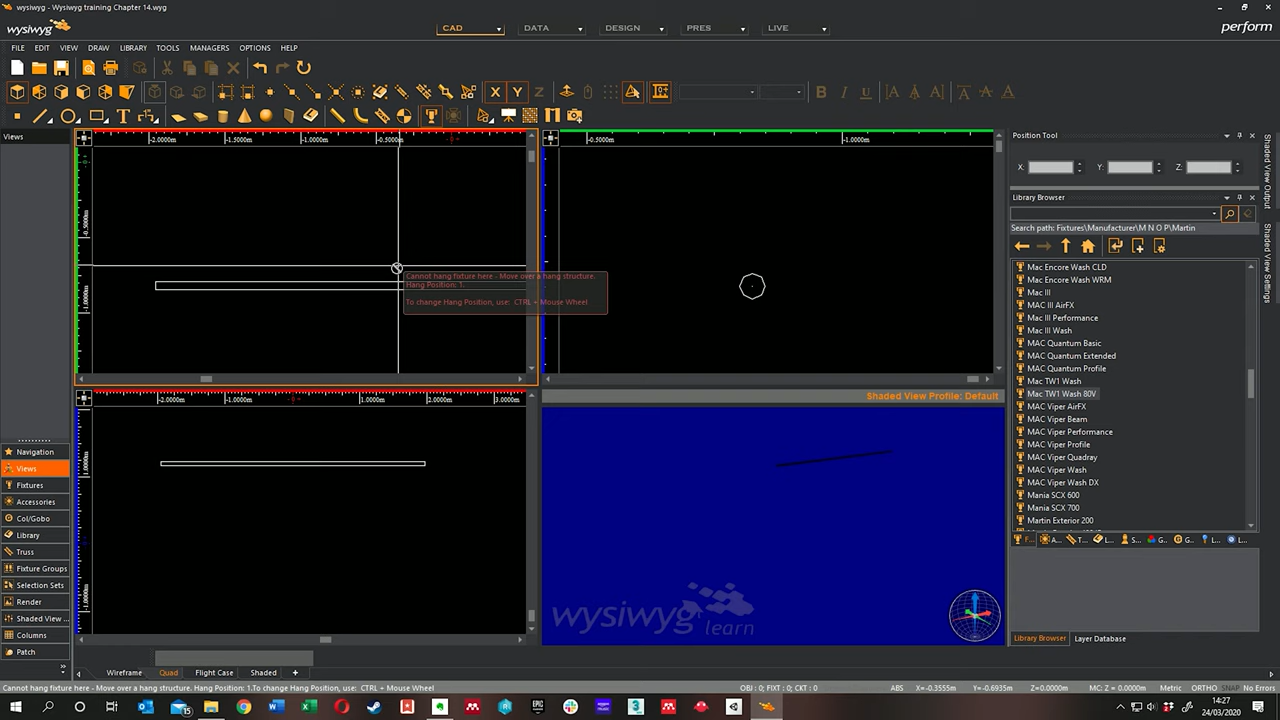 wysiwyg - Wysiwyg training Chapter 14.wyg
wysiwyg
CAD
DATA
DESIGN
PRES
LIVE
perform
FILE EDIT VIEW DRAW LIBRARY TOOLS MANAGERS OPTIONS HELP
X Y Z
B I U
Views
-2.0000m -1.5000m -1.0000m -0.5000m
-0.5000m -1.0000m
-0.5000m
-1.0000m
Position Tool
X: Y: Z:
Library Browser
Search path: Fixtures\Manufacturer\M N O P\Martin
Mac Encore Wash CLD
Mac Encore Wash WRM
Mac III
MAC III AirFX
Mac III Performance
Mac III Wash
MAC Quantum Basic
MAC Quantum Extended
MAC Quantum Profile
Mac TW1 Wash
Mac TW1 Wash 80V
MAC Viper AirFX
MAC Viper Beam
MAC Viper Performance
MAC Viper Profile
MAC Viper Quadray
MAC Viper Wash
MAC Viper Wash DX
Mania SCX 600
Mania SCX 700
Martin Exterior 200
F... A... T... L... S... G... G... L... L...
Library Browser
Layer Database
Shaded View Output
Shaded View Settings
Cannot hang fixture here - Move over a hang structure.
Hang Position: 1.
To change Hang Position, use: CTRL + Mouse Wheel
-2.0000m -1.0000m 1.0000m 2.0000m 3.0000m
1.0000m
-1.0000m
Shaded View Profile: Default
wysiwyg
learn
Navigation
Views
Fixtures
Accessories
Col/Gobo
Library
Truss
Fixture Groups
Selection Sets
Render
Shaded View ...
Columns
Patch
Wireframe Quad Flight Case Shaded +
Cannot hang fixture here - Move over a hang structure. Hang Position: 1.To change Hang Position, use: CTRL + Mouse Wheel
OBJ : 0; FIXT : 0; CKT : 0
ABS X=-0.3555m Y=-0.6935m Z=0.0000m MC: Z = 0.0000m Metric ORTHO SNAP No Errors
15
14:27
24/03/2020